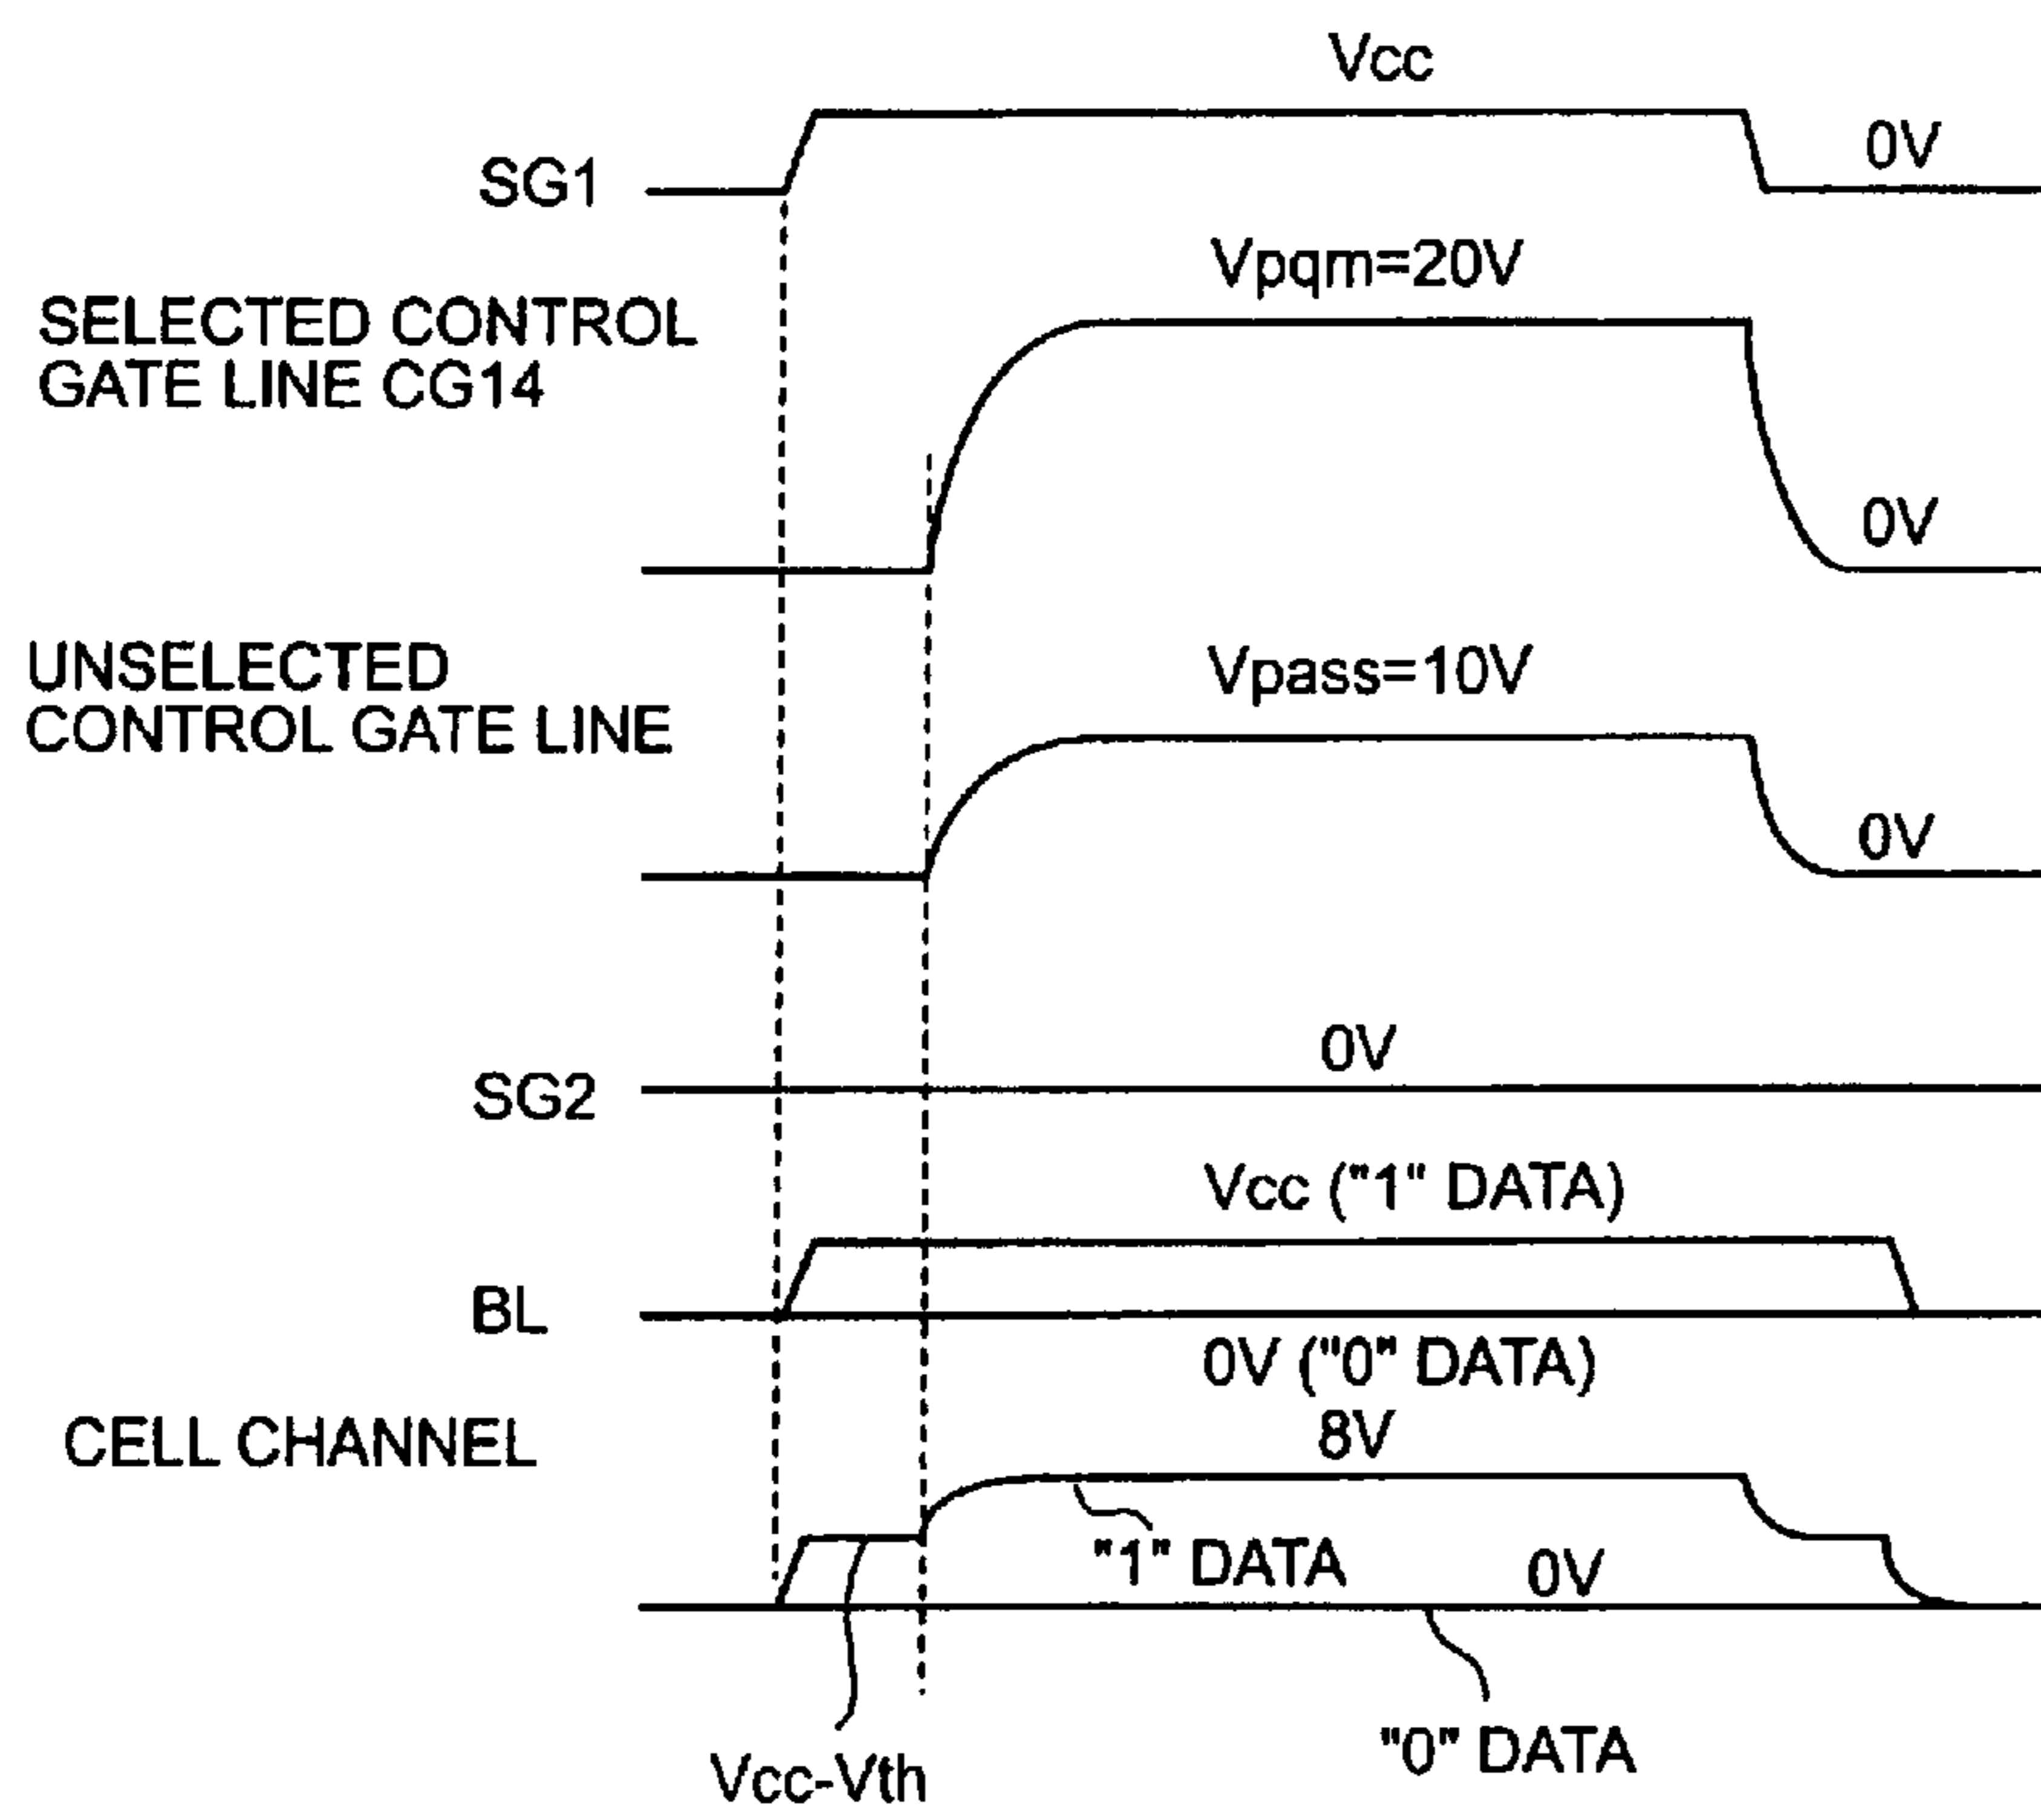 Vcc
SG1
0V
Vpqm=20V
SELECTED CONTROL
GATE LINE CG14
0V
UNSELECTED
CONTROL GATE LINE
Vpass=10V
0V
0V
SG2
Vcc ("1" DATA)
BL
0V ("0" DATA)
CELL CHANNEL
8V
"1" DATA
0V
"0" DATA
Vcc-Vth